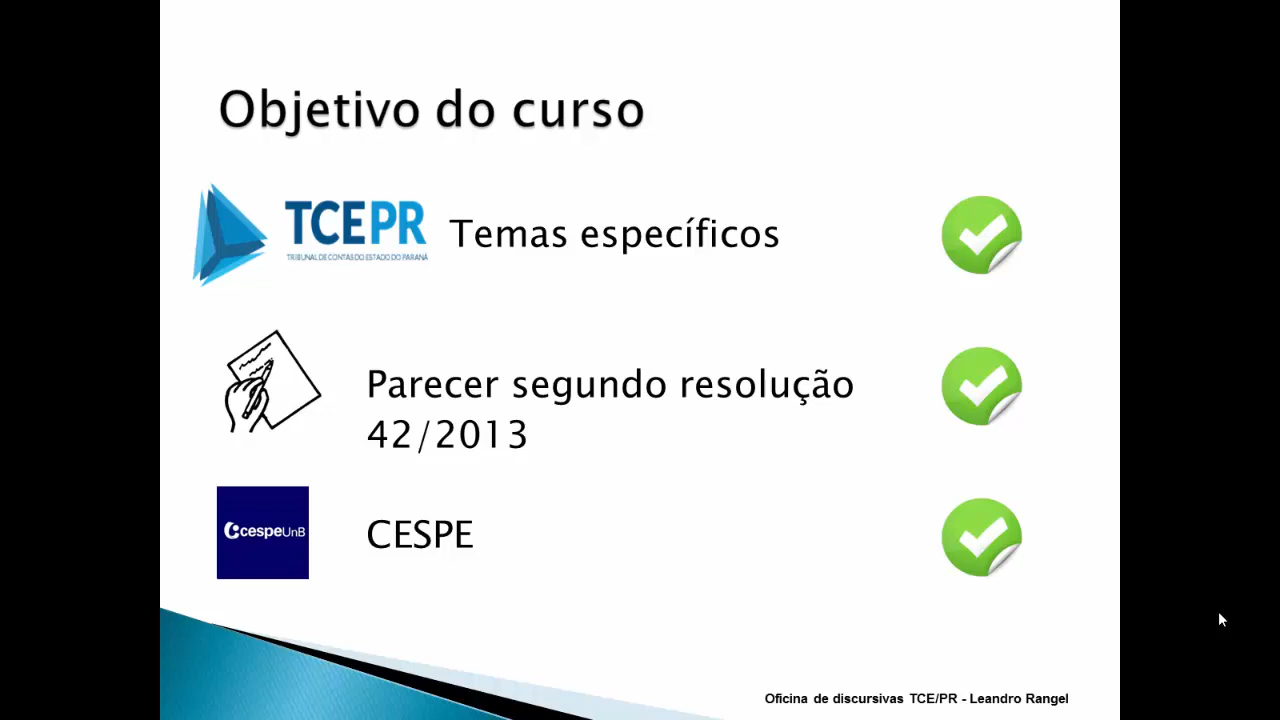 Objetivo do curso
TCEPR
TRIBUNAL DE CONTAS DO ESTADO DO PARANÁ
Temas específicos
Parecer segundo resolução
42/2013
cespeUnB
CESPE
Oficina de discursivas TCE/PR - Leandro Rangel